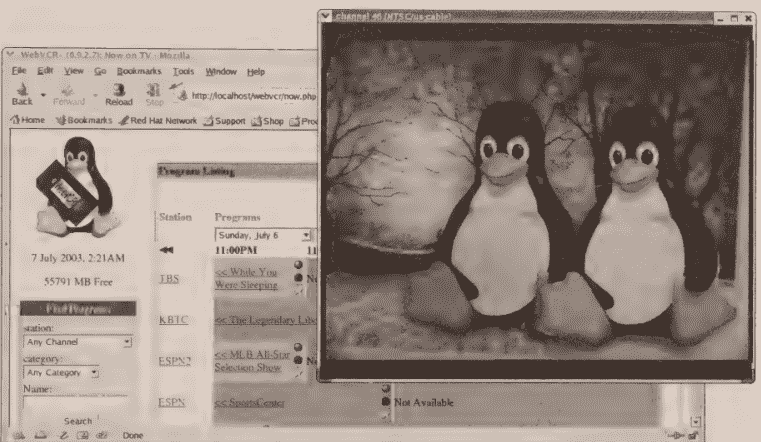 channel 46 (NTSC/us-cable)
WebVCR+ (0.9.2.7): Now on TV - Mozilla
File Edit View Go Bookmarks Tools Window Help
Back Forward Reload Stop http://localhost/webvcr/now.php
Home Bookmarks Red Hat Network Support Shop
Program Listing
Station Programs
Sunday, July 6
11:00PM
7 July 2003, 2:21AM
55791 MB Free
Find Programs
station:
Any Channel
category:
Any Category
Name:
Search
TBS << While You
Were Sleeping
KBTC << The Legendary
ESPN2 << MLB All-Star
Selection Show
ESPN << SportsCenter Not Available
Done